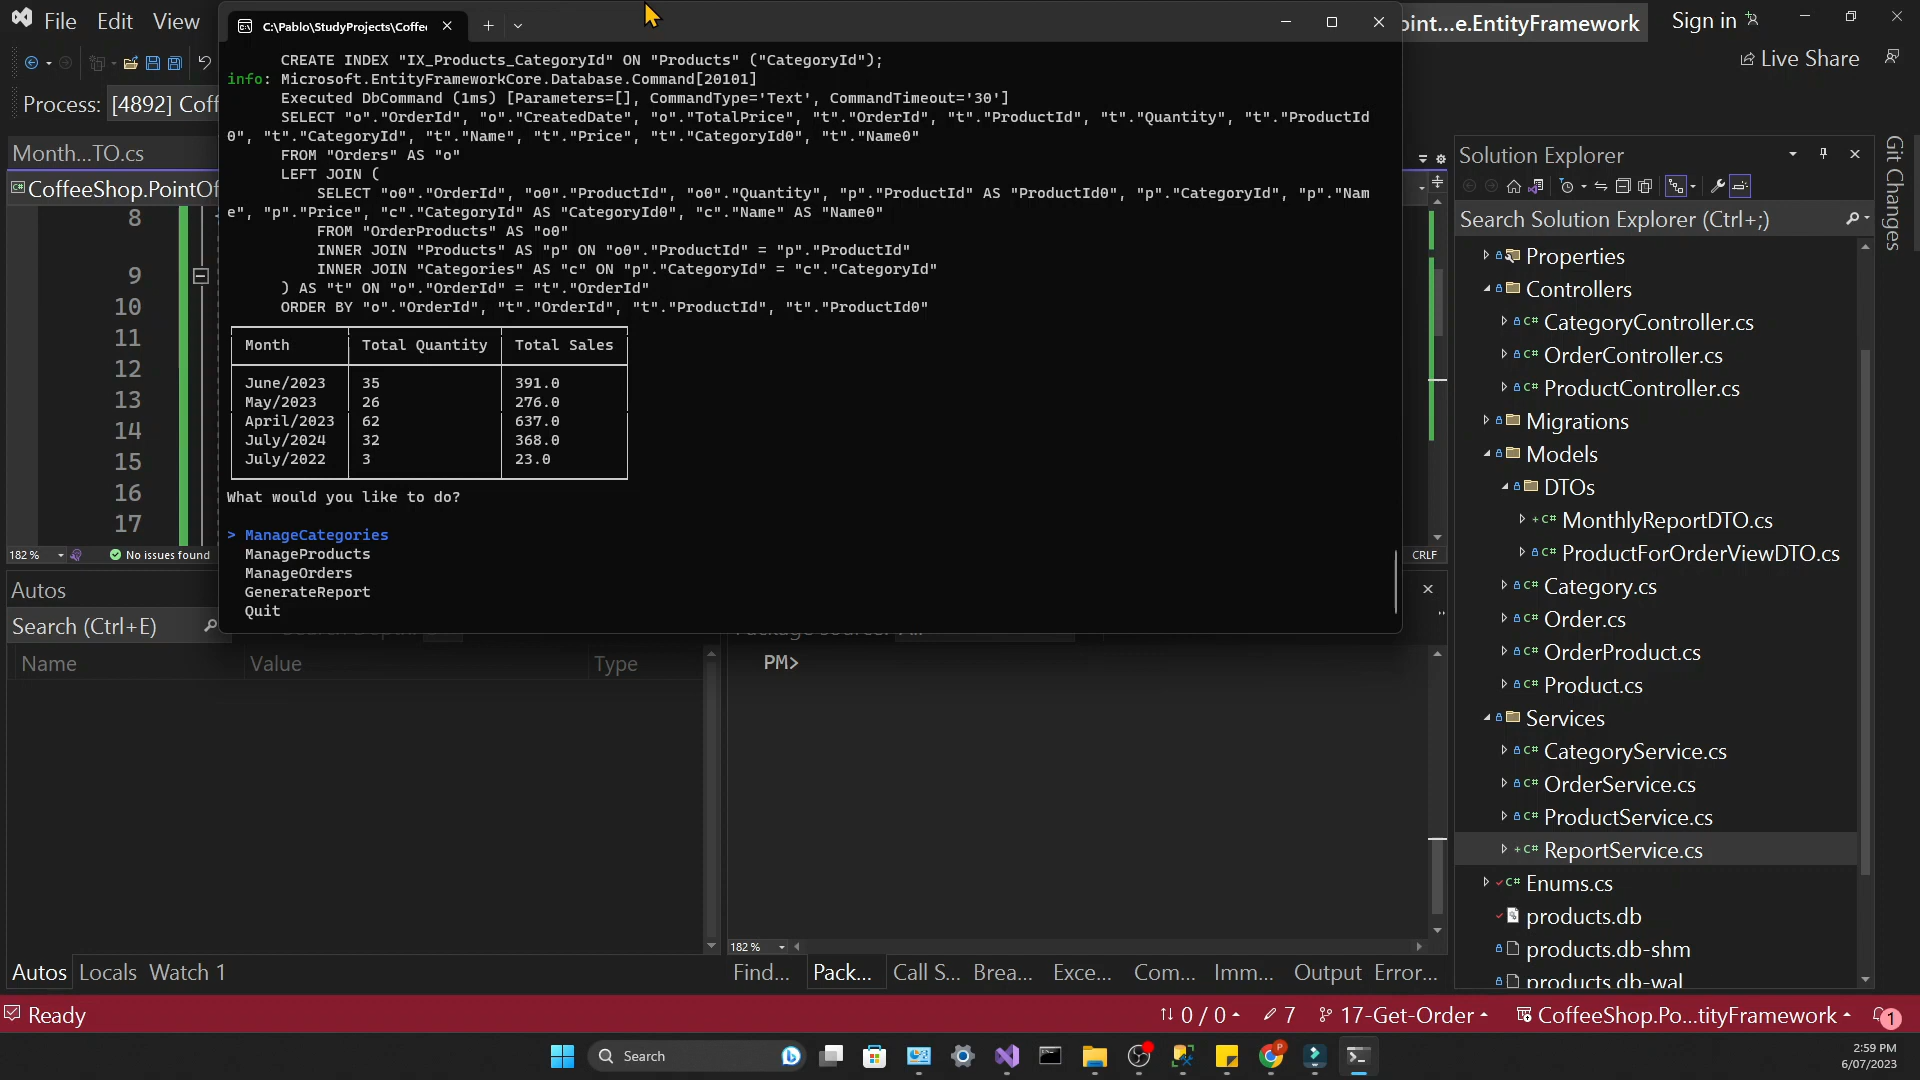 File Edit View
C:\Pablo\StudyProjects\Coffe
oint...e.EntityFramework
Sign in
Live Share
Process: [4892] Coff
Month...TO.cs
CoffeeShop.PointOf
8
9
10
11
12
13
14
15
16
17
182 %
No issues found
CREATE INDEX "IX_Products_CategoryId" ON "Products" ("CategoryId");
info: Microsoft.EntityFrameworkCore.Database.Command[20101]
Executed DbCommand (1ms) [Parameters=[], CommandType='Text', CommandTimeout='30']
SELECT "o"."OrderId", "o"."CreatedDate", "o"."TotalPrice", "t"."OrderId", "t"."ProductId", "t"."Quantity", "t"."ProductId
0", "t"."CategoryId", "t"."Name", "t"."Price", "t"."CategoryId0", "t"."Name0"
FROM "Orders" AS "o"
LEFT JOIN (
SELECT "o0"."OrderId", "o0"."ProductId", "o0"."Quantity", "p"."ProductId" AS "ProductId0", "p"."CategoryId", "p"."Nam
e", "p"."Price", "c"."CategoryId" AS "CategoryId0", "c"."Name" AS "Name0"
FROM "OrderProducts" AS "o0"
INNER JOIN "Products" AS "p" ON "o0"."ProductId" = "p"."ProductId"
INNER JOIN "Categories" AS "c" ON "p"."CategoryId" = "c"."CategoryId"
) AS "t" ON "o"."OrderId" = "t"."OrderId"
ORDER BY "o"."OrderId", "t"."OrderId", "t"."ProductId", "t"."ProductId0"
Month Total Quantity Total Sales
June/2023 35 391.0
May/2023 26 276.0
April/2023 62 637.0
July/2024 32 368.0
July/2022 3 23.0
What would you like to do?
> ManageCategories
ManageProducts
ManageOrders
GenerateReport
Quit
CRLF
Autos
Search (Ctrl+E)
Name Value Type
PM>
182 %
Autos Locals Watch 1
Find... Pack... Call S... Brea... Exce... Com... Imm... Output Error...
Solution Explorer
Search Solution Explorer (Ctrl+;)
Properties
Controllers
C# CategoryController.cs
C# OrderController.cs
C# ProductController.cs
Migrations
Models
DTOs
+C# MonthlyReportDTO.cs
C# ProductForOrderViewDTO.cs
C# Category.cs
C# Order.cs
C# OrderProduct.cs
C# Product.cs
Services
C# CategoryService.cs
C# OrderService.cs
C# ProductService.cs
+C# ReportService.cs
C# Enums.cs
products.db
products.db-shm
products.db-wal
Git Changes
Ready
0 / 0
7
17-Get-Order
CoffeeShop.Po...tityFramework
1
Search
P
2:59 PM
6/07/2023